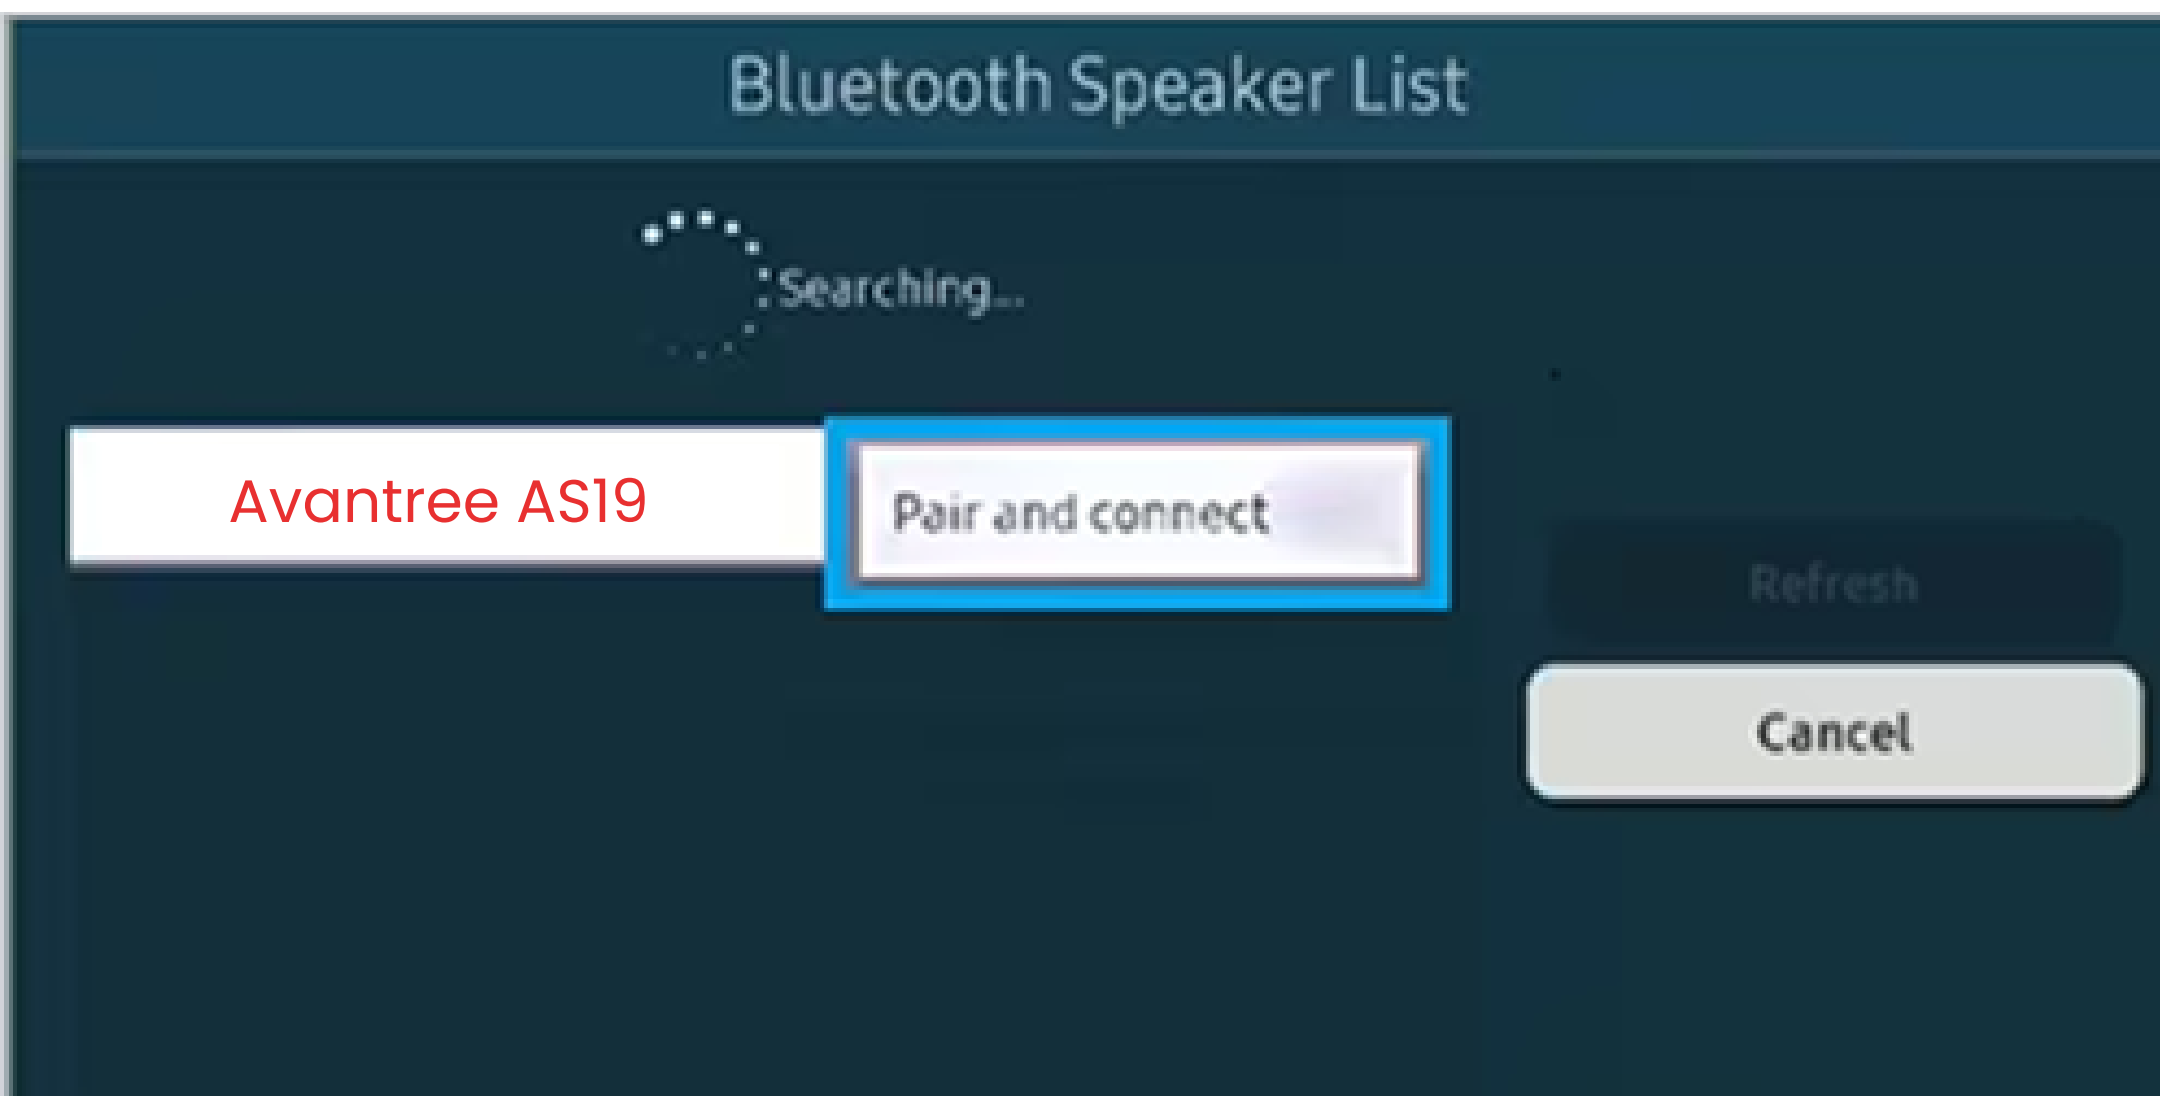 Bluetooth Speaker List
Searching...
Avantree AS19
Pair and connect
Refresh
Cancel